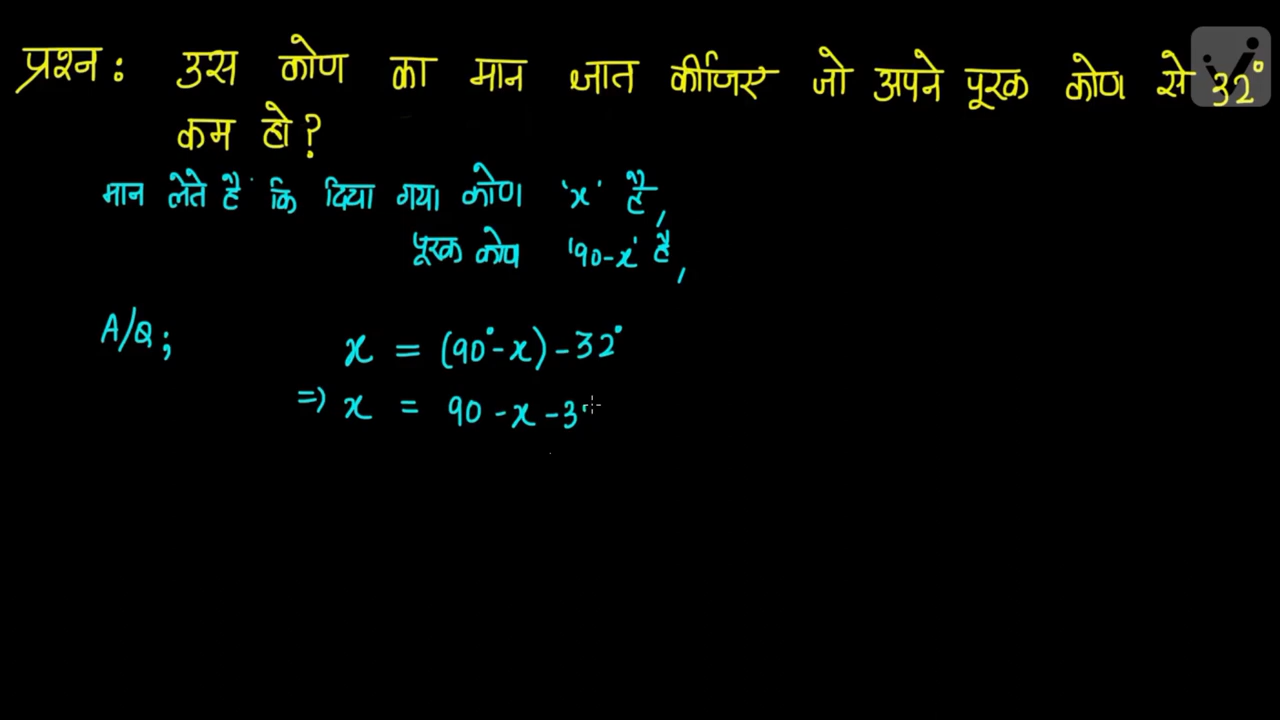 प्रश्न: उस कोण का मान ज्ञात कीजिए जो अपने पूरक कोण से 32°
कम हो?
मान लेते है कि दिया गया कोण 'x' है,
पूरक कोण '90-x' है,
A/Q;
x = (90°-x)-32°
=> x = 90-x-3